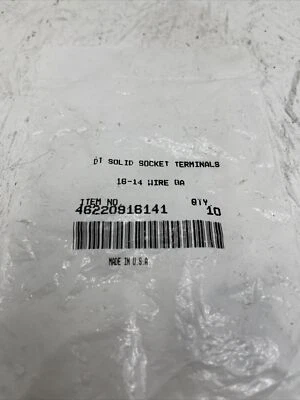 DT SOLID SOCKET TERMINALS
16-14 WIRE GA
ITEM NO. QTY
46220916141 10
MADE IN U.S.A.